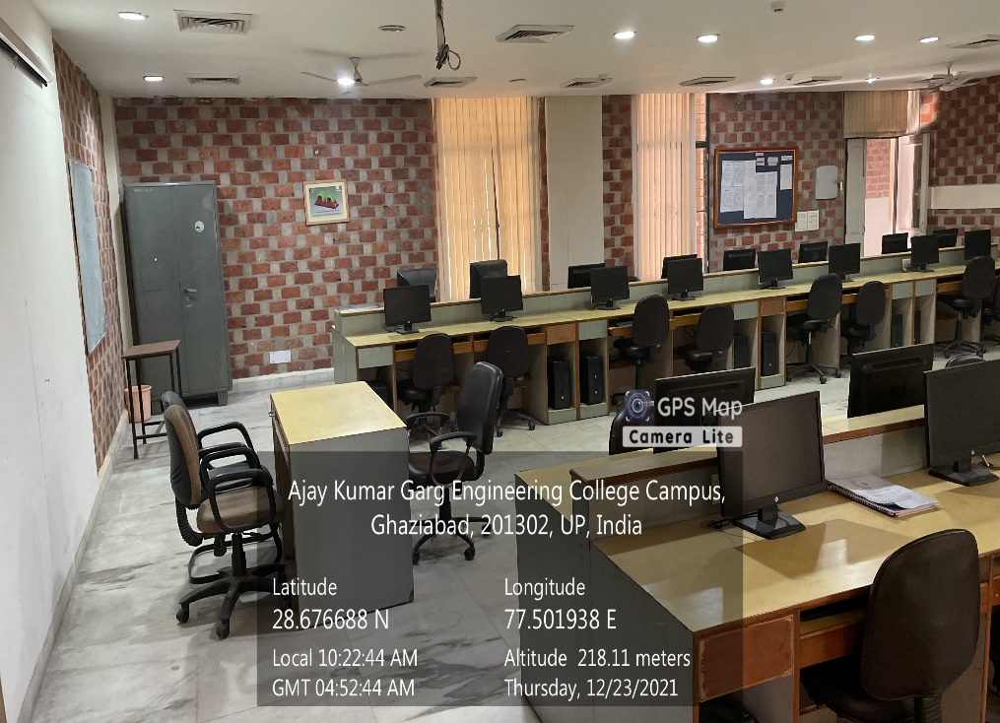 GPS Map
Camera Lite
Ajay Kumar Garg Engineering College Campus,
Ghaziabad, 201302, UP, India
Latitude
28.676688 N
Longitude
77.501938 E
Local 10:22:44 AM
GMT 04:52:44 AM
Altitude 218.11 meters
Thursday, 12/23/2021